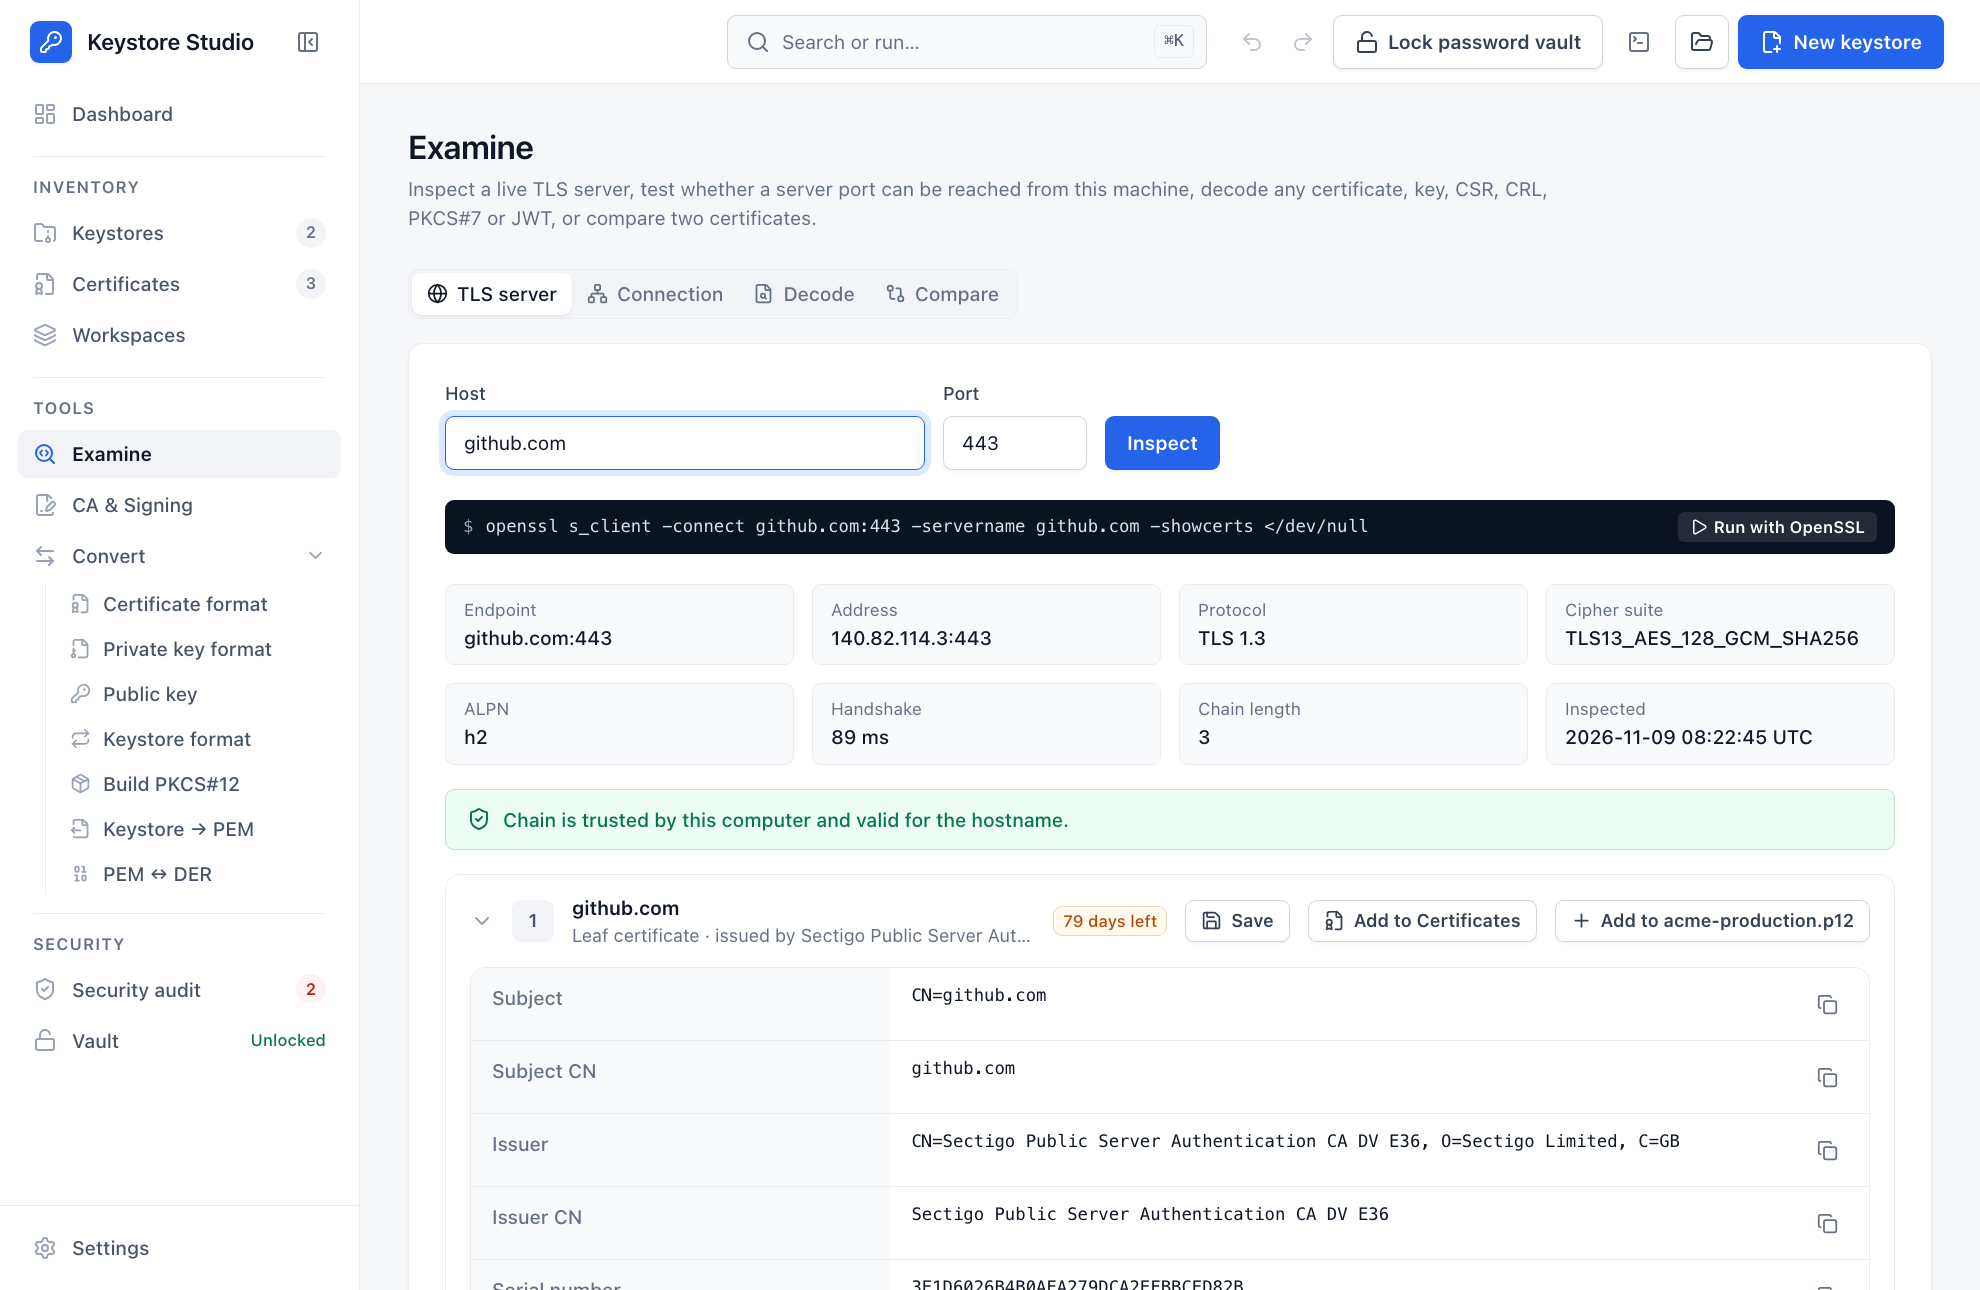 Keystore Studio
Search or run...
⌘K
Lock password vault
New keystore
Dashboard
INVENTORY
Keystores
2
Certificates
3
Workspaces
TOOLS
Examine
CA & Signing
Convert
Certificate format
Private key format
Public key
Keystore format
Build PKCS#12
Keystore → PEM
PEM ↔ DER
SECURITY
Security audit
2
Vault
Unlocked
Settings
Examine
Inspect a live TLS server, test whether a server port can be reached from this machine, decode any certificate, key, CSR, CRL,
PKCS#7 or JWT, or compare two certificates.
TLS server
Connection
Decode
Compare
Host
Port
github.com
443
Inspect
$ openssl s_client -connect github.com:443 -servername github.com -showcerts </dev/null
Run with OpenSSL
Endpoint
github.com:443
Address
140.82.114.3:443
Protocol
TLS 1.3
Cipher suite
TLS13_AES_128_GCM_SHA256
ALPN
h2
Handshake
89 ms
Chain length
3
Inspected
2026-11-09 08:22:45 UTC
Chain is trusted by this computer and valid for the hostname.
1
github.com
Leaf certificate · issued by Sectigo Public Server Aut...
79 days left
Save
Add to Certificates
Add to acme-production.p12
Subject
CN=github.com
Subject CN
github.com
Issuer
CN=Sectigo Public Server Authentication CA DV E36, O=Sectigo Limited, C=GB
Issuer CN
Sectigo Public Server Authentication CA DV E36
Serial number